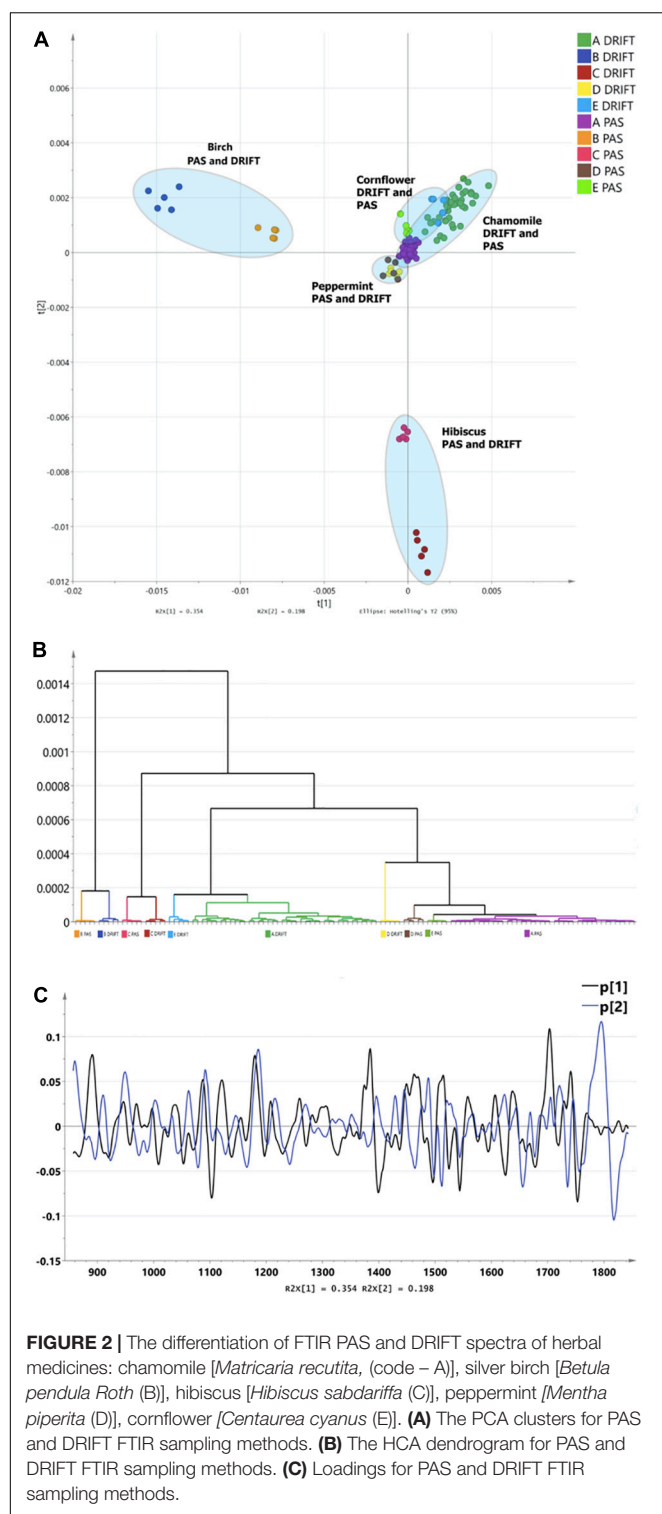 A
t[2]
0.006
0.004
0.002
0
-0.002
-0.004
-0.006
-0.008
-0.01
-0.012
-0.02
-0.015
-0.01
-0.005
0
0.005
t[1]
R2X[1] = 0.354
R2X[2] = 0.198
Ellipse: Hotelling's T2 (95%)
Birch
PAS and DRIFT
Cornflower
DRIFT and
PAS
Chamomile
DRIFT and
PAS
Peppermint
PAS and DRIFT
Hibiscus
PAS and DRIFT
A DRIFT
B DRIFT
C DRIFT
D DRIFT
E DRIFT
A PAS
B PAS
C PAS
D PAS
E PAS
B
0.0014
0.0012
0.001
0.0008
0.0006
0.0004
0.0002
0
B PAS
B DRIFT
C PAS
C DRIFT
E DRIFT
A DRIFT
D DRIFT
D PAS
E PAS
A PAS
C
p[1]
p[2]
0.1
0.05
0
-0.05
-0.1
-0.15
900
1000
1100
1200
1300
1400
1500
1600
1700
1800
R2X[1] = 0.354 R2X[2] = 0.198
FIGURE 2 | The differentiation of FTIR PAS and DRIFT spectra of herbal
medicines: chamomile [Matricaria recutita, (code – A)], silver birch [Betula
pendula Roth (B)], hibiscus [Hibiscus sabdariffa (C)], peppermint [Mentha
piperita (D)], cornflower [Centaurea cyanus (E)]. (A) The PCA clusters for PAS
and DRIFT FTIR sampling methods. (B) The HCA dendrogram for PAS and
DRIFT FTIR sampling methods. (C) Loadings for PAS and DRIFT FTIR
sampling methods.